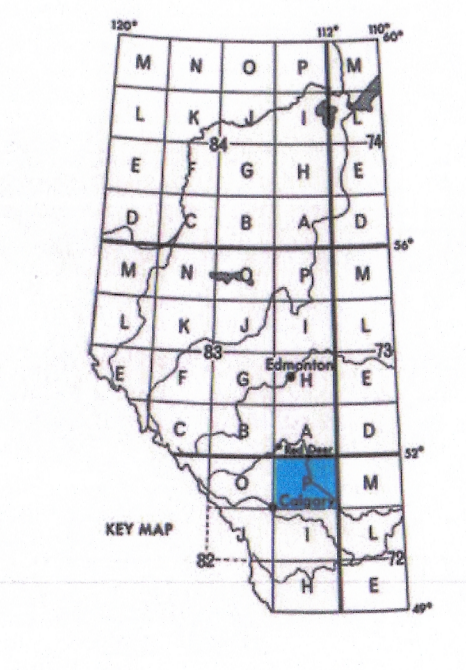 120° 112° 110°
60°
M N O P M
L K J I L
84 74
E F G H E
D C B A D
56°
M N O P M
L K J I L
83 73
Edmonton
E F G H E
C B A D
Red Deer
52°
O P M
Calgary
KEY MAP J I L
82 72
H E
49°